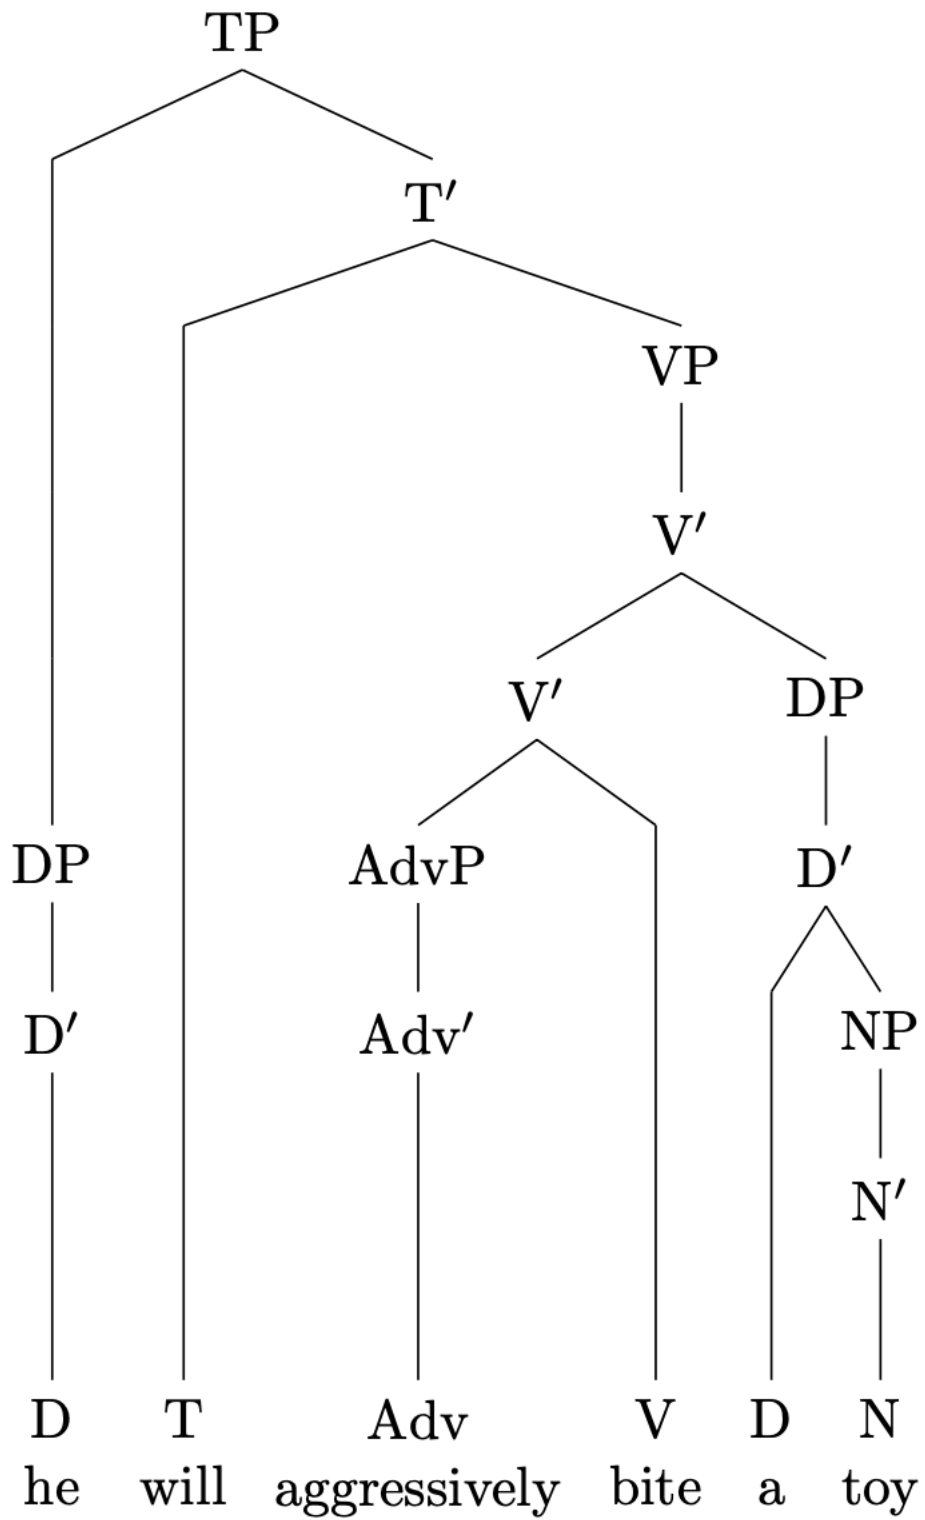 TP
T′
VP
V′
V′ DP
DP AdvP D′
D′ Adv′ NP
N′
D T Adv V D N
he will aggressively bite a toy